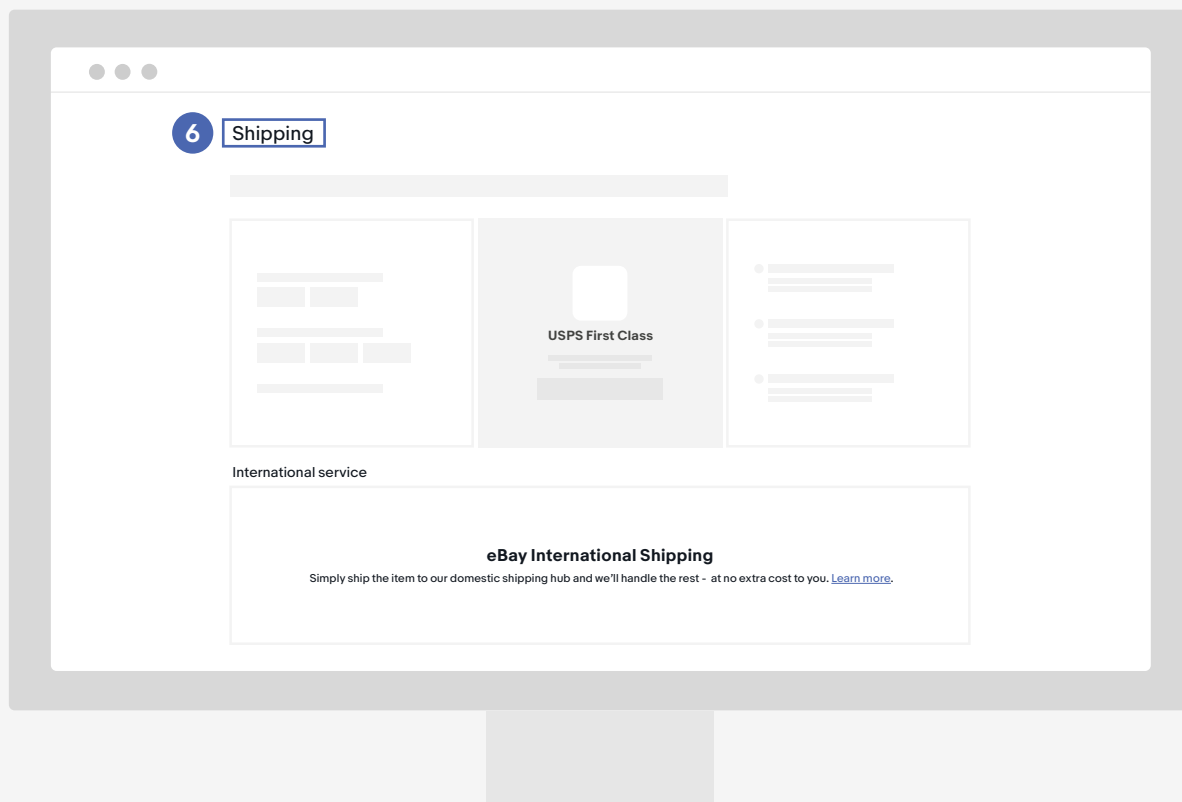 6 Shipping
USPS First Class
International service
eBay International Shipping
Simply ship the item to our domestic shipping hub and we'll handle the rest - at no extra cost to you. Learn more.